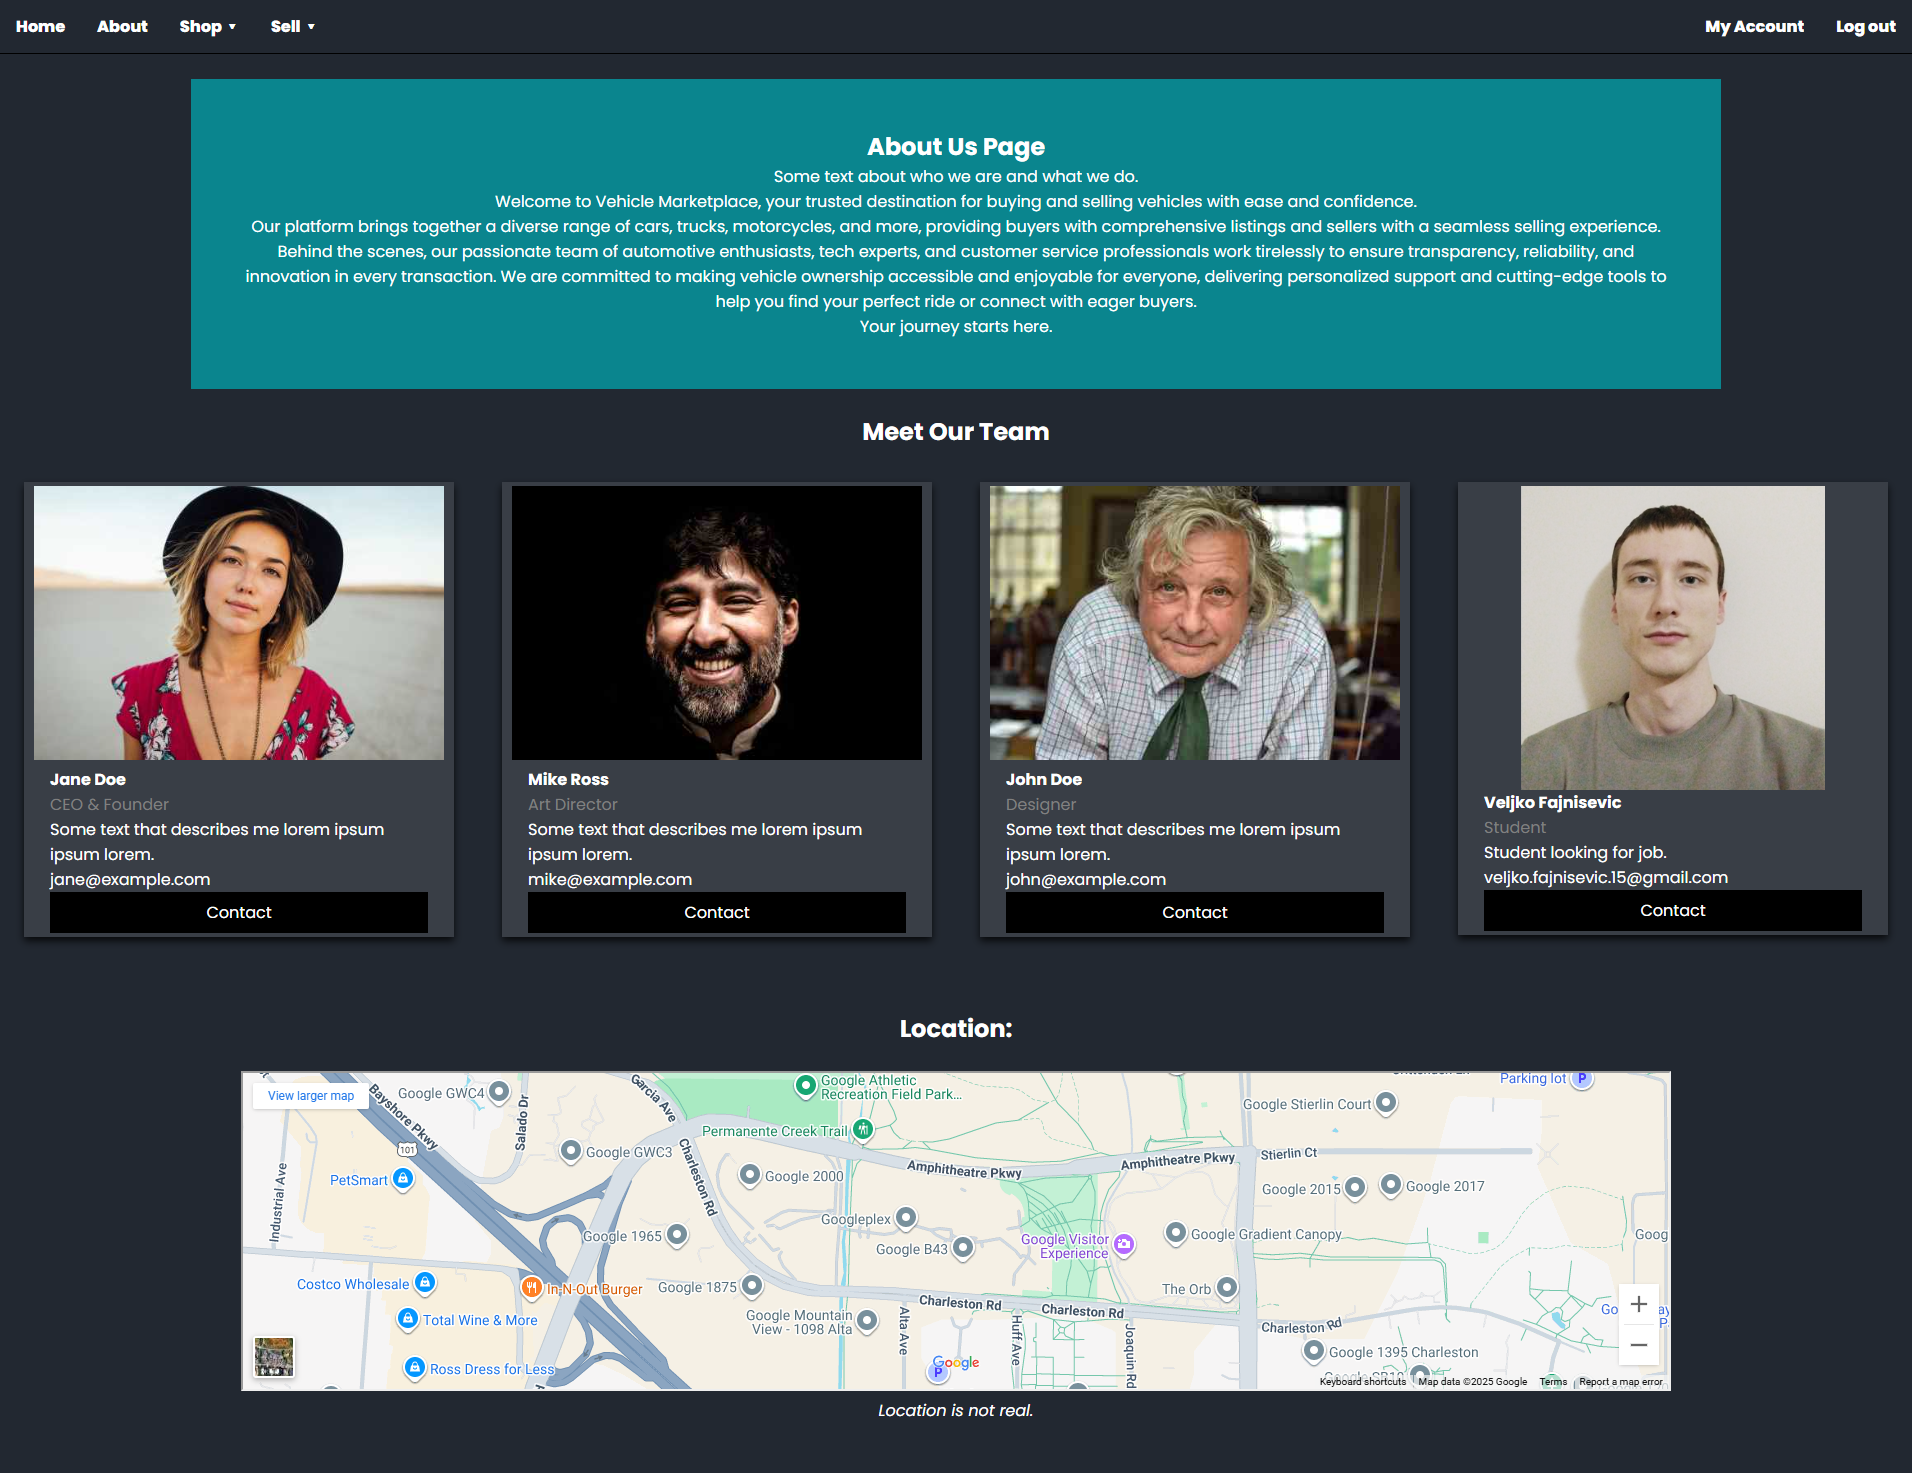 Home About Shop ▼ Sell ▼ My Account Log out
About Us Page
Some text about who we are and what we do.
Welcome to Vehicle Marketplace, your trusted destination for buying and selling vehicles with ease and confidence.
Our platform brings together a diverse range of cars, trucks, motorcycles, and more, providing buyers with comprehensive listings and sellers with a seamless selling experience.
Behind the scenes, our passionate team of automotive enthusiasts, tech experts, and customer service professionals work tirelessly to ensure transparency, reliability, and
innovation in every transaction. We are committed to making vehicle ownership accessible and enjoyable for everyone, delivering personalized support and cutting-edge tools to
help you find your perfect ride or connect with eager buyers.
Your journey starts here.
Meet Our Team
Jane Doe
CEO & Founder
Some text that describes me lorem ipsum
ipsum lorem.
jane@example.com
Contact
Mike Ross
Art Director
Some text that describes me lorem ipsum
ipsum lorem.
mike@example.com
Contact
John Doe
Designer
Some text that describes me lorem ipsum
ipsum lorem.
john@example.com
Contact
Veljko Fajnisevic
Student
Student looking for job.
veljko.fajnisevic.15@gmail.com
Contact
Location:
View larger map
Bayshore Pkwy
Google GWC4
Salado Dr
Garcia Ave
Google Athletic
Recreation Field Park...
Parking lot
P
Google Stierlin Court
Permanente Creek Trail
101
Google GWC3
Charleston Rd
Amphitheatre Pkwy
Amphitheatre Pkwy
Stierlin Ct
PetSmart
Industrial Ave
Google 2000
Google 2015
Google 2017
Googleplex
Google 1965
Google B43
Google Visitor
Experience
Google Gradient Canopy
Goog
Costco Wholesale
In-N-Out Burger
Google 1875
The Orb
Charleston Rd
Charleston Rd
Google Mountain
View - 1098 Alta
Alta Ave
Huff Ave
Joaquin Rd
Charleston Rd
Total Wine & More
Google 1395 Charleston
Ross Dress for Less
Google
P
Keyboard shortcuts Map data ©2025 Google Terms Report a map error
Location is not real.